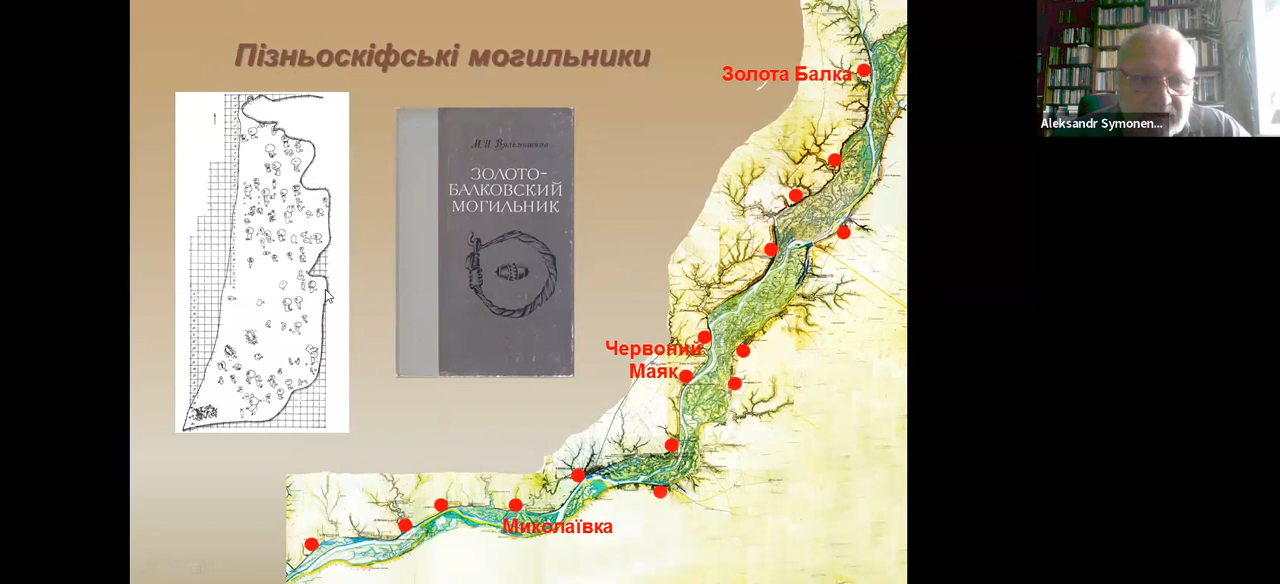 Пізньоскіфські могильники
М.И. Вязьмитина
ЗОЛОТО-
БАЛКОВСКИЙ
МОГИЛЬНИК
Золота Балка
Червоний
Маяк
Миколаївка
Aleksandr Symonen...